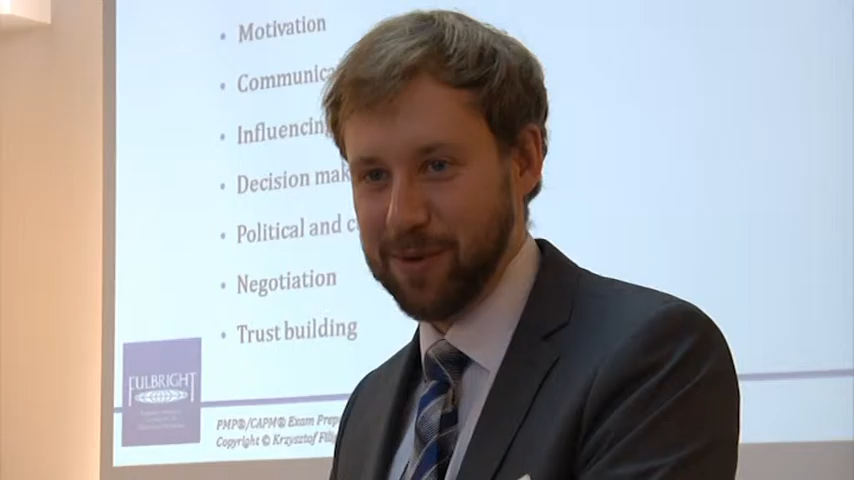 • Motivation
• Communica
• Influencing
• Decision mak
• Political and c
• Negotiation
• Trust building
FULBRIGHT
PMP®/CAPM® Exam Prep
Copyright © Krzysztof Fili